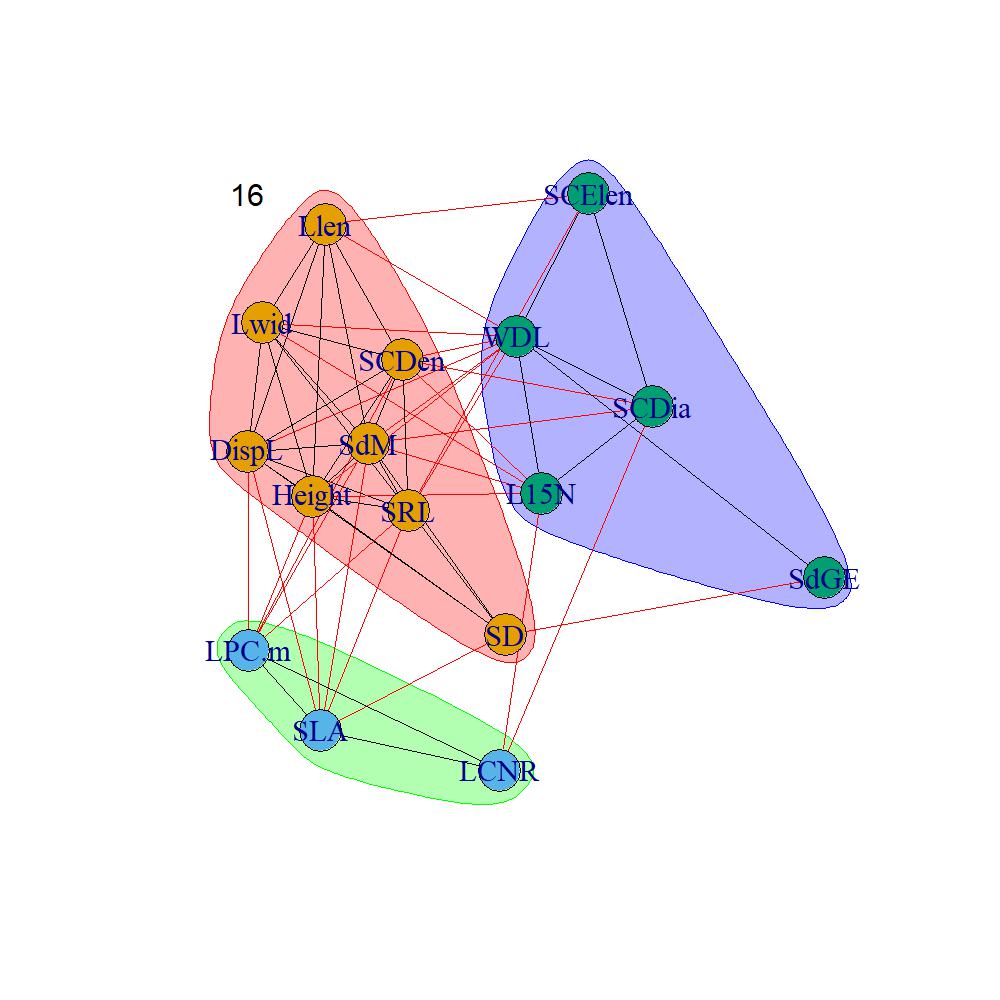 16
SCElen
Llen
Lwid
WDL
SCDen
SCDia
DispL
SdM
Height
L15N
SRL
SdGE
SD
LPC.m
SLA
LCNR